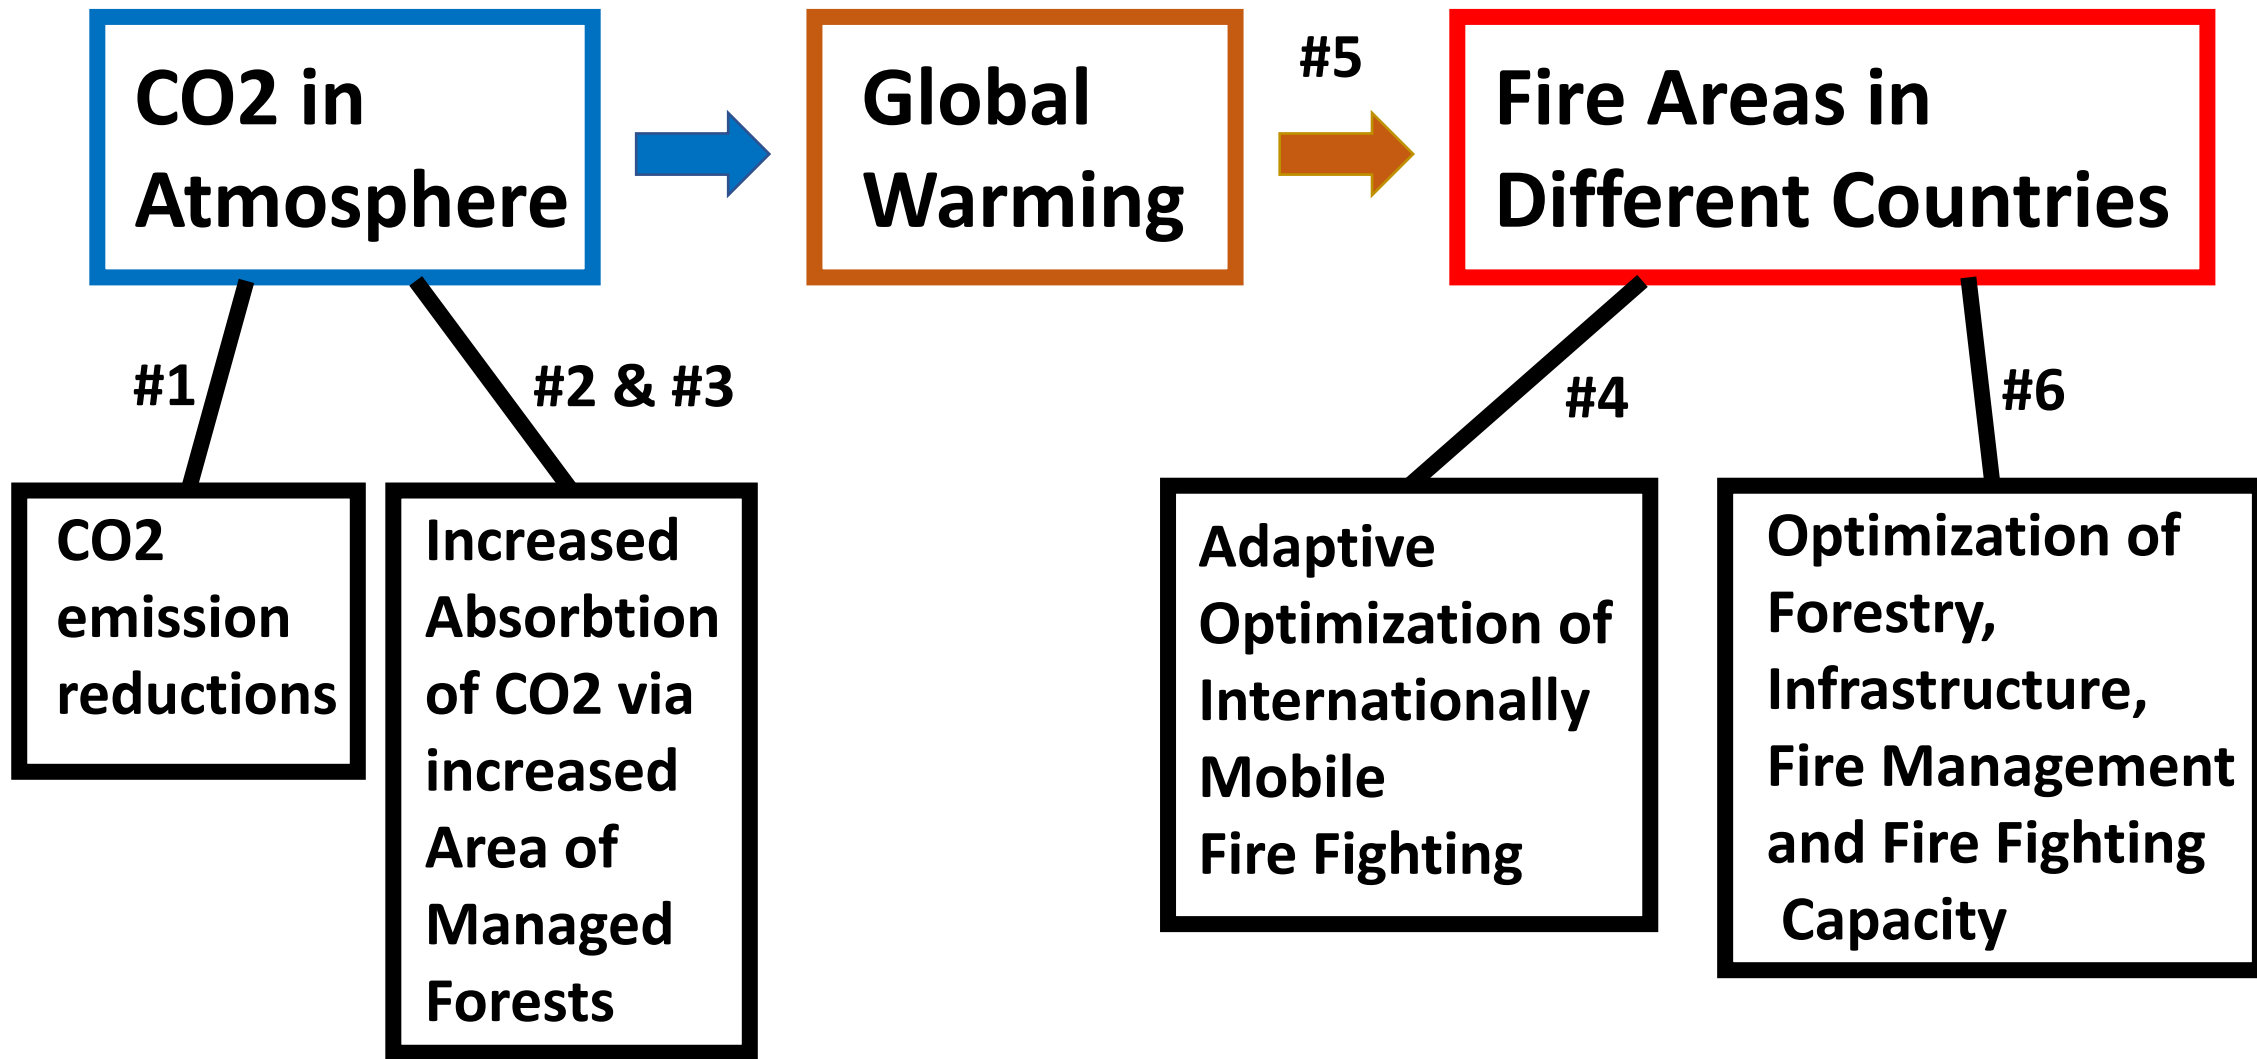 CO2 in
Atmosphere
Global
Warming
#5
Fire Areas in
Different Countries
#1
#2 & #3
#4
#6
CO2
emission
reductions
Increased
Absorbtion
of CO2 via
increased
Area of
Managed
Forests
Adaptive
Optimization of
Internationally
Mobile
Fire Fighting
Optimization of
Forestry,
Infrastructure,
Fire Management
and Fire Fighting
Capacity